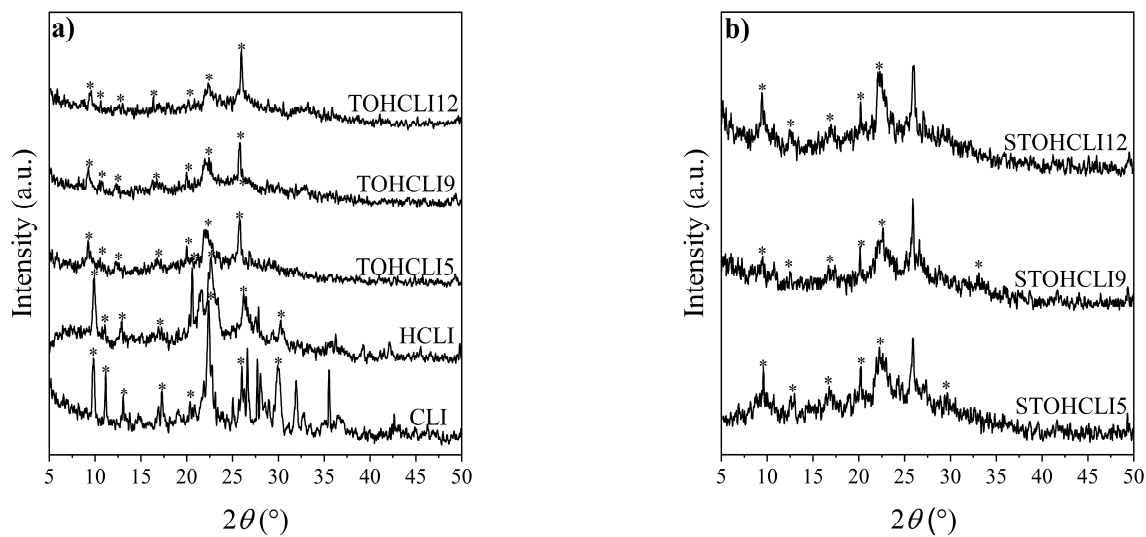 a)
TOHCLI12
TOHCLI9
TOHCLI5
HCLI
CLI
Intensity (a.u.)
5 10 15 20 25 30 35 40 45 50
2θ (°)
b)
STOHCLI12
STOHCLI9
STOHCLI5
Intensity (a.u.)
5 10 15 20 25 30 35 40 45 50
2θ (°)